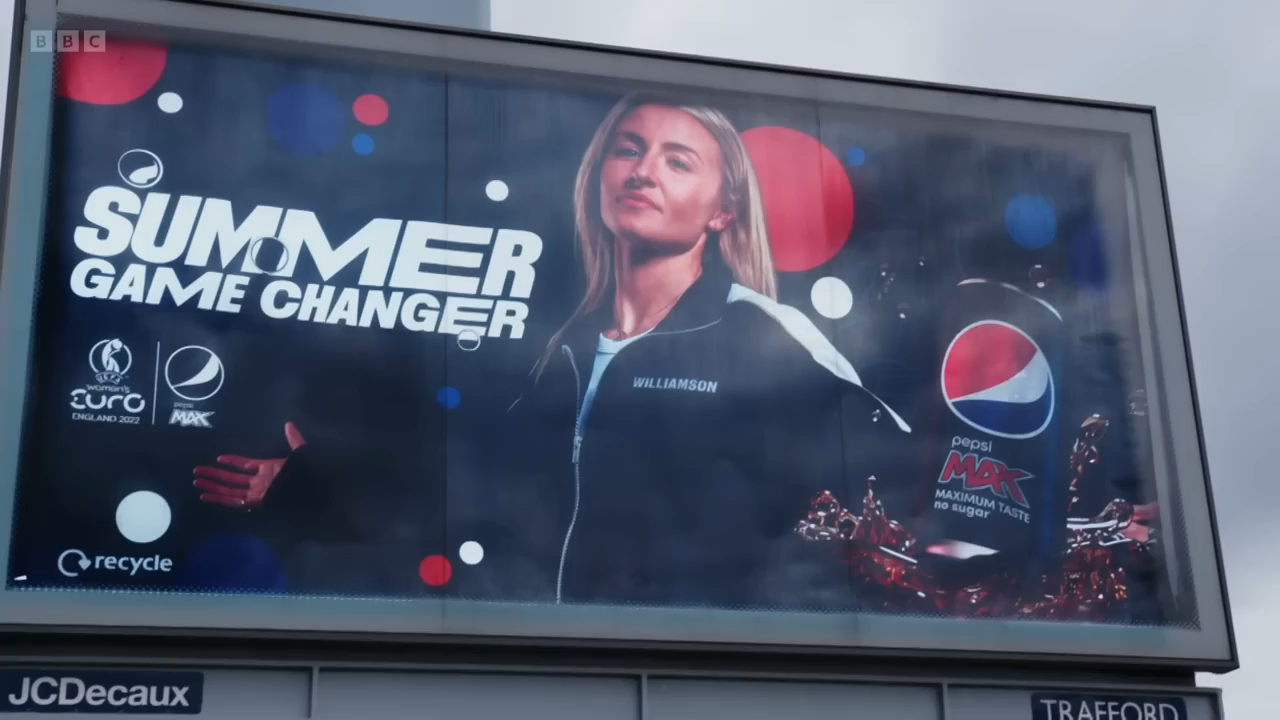 BBC
SUMMER
GAME CHANGER
UEFA
women's
EURO
ENGLAND 2022
pepsi
MAX
recycle
WILLIAMSON
pepsi
MAX
MAXIMUM TASTE
no sugar
JCDecaux
TRAFFORD